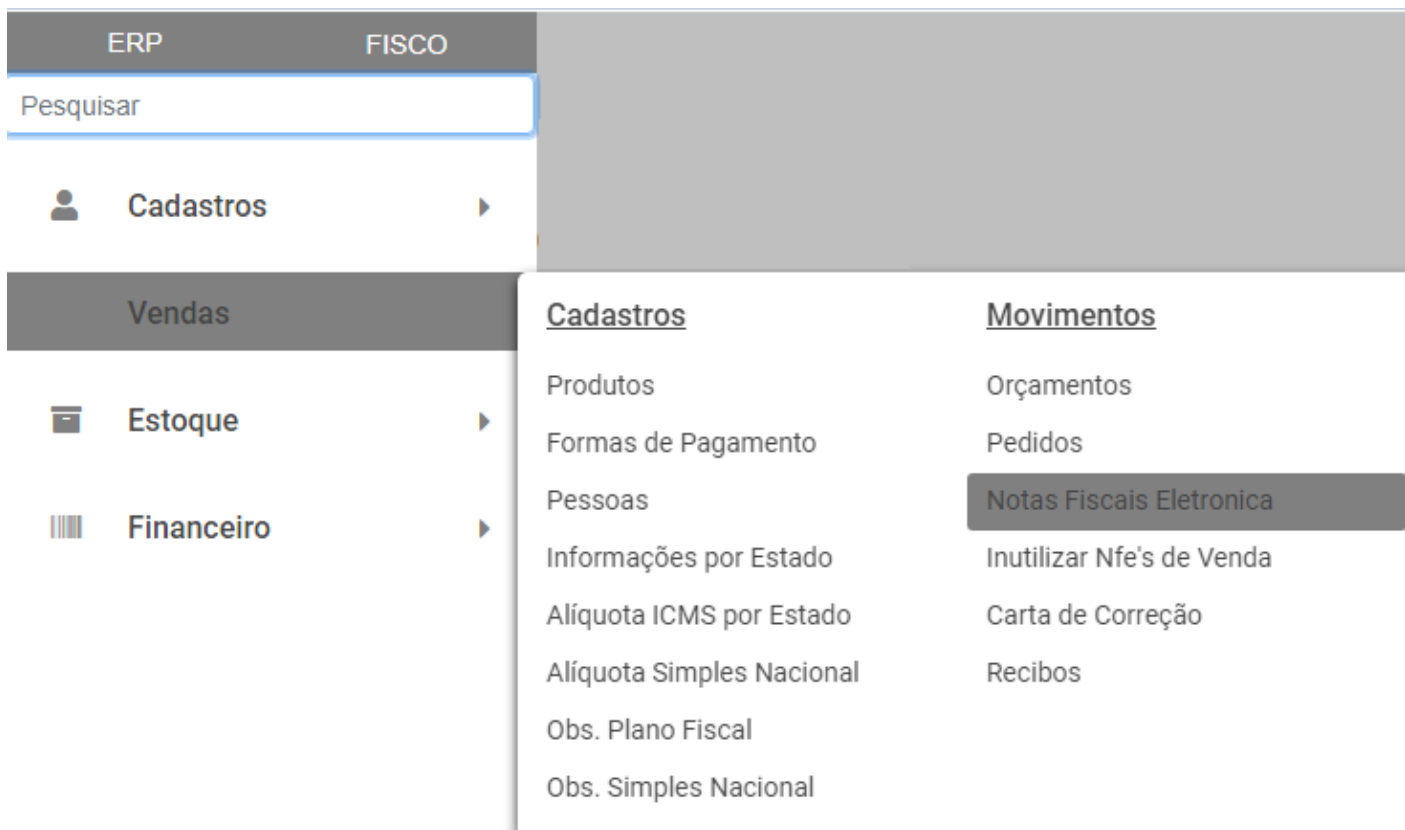 ERP FISCO
Pesquisar
Cadastros
Vendas
Estoque
Financeiro
Cadastros
Produtos
Formas de Pagamento
Pessoas
Informações por Estado
Alíquota ICMS por Estado
Alíquota Simples Nacional
Obs. Plano Fiscal
Obs. Simples Nacional
Movimentos
Orçamentos
Pedidos
Notas Fiscais Eletronica
Inutilizar Nfe's de Venda
Carta de Correção
Recibos